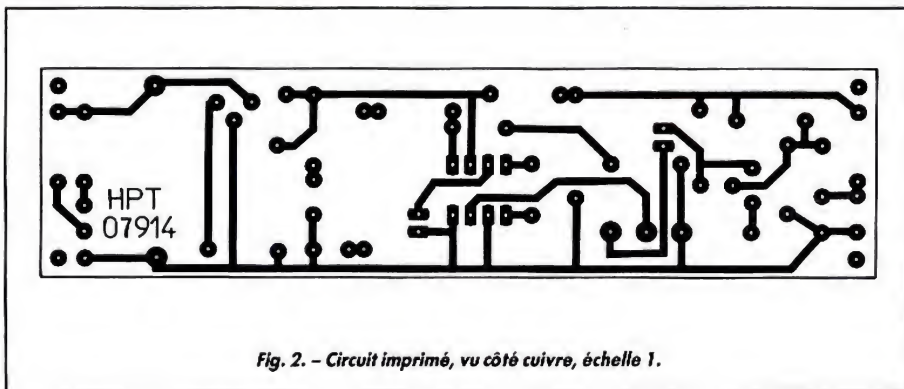 HPT
07914
Fig. 2. – Circuit imprimé, vu côté cuivre, échelle 1.